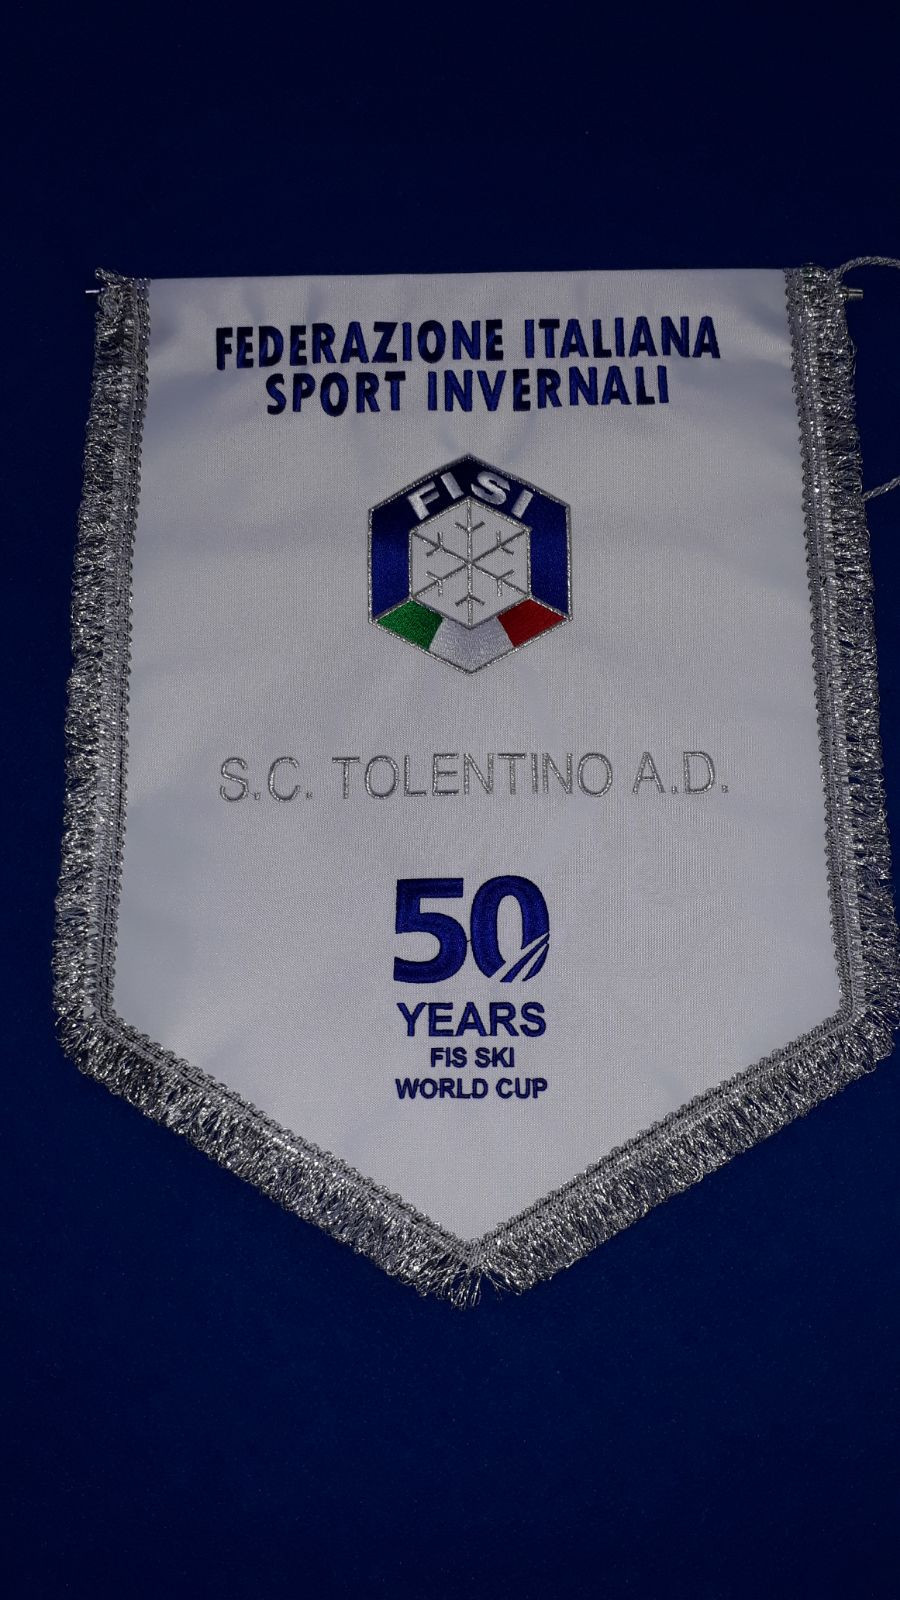 FEDERAZIONE ITALIANA
SPORT INVERNALI
FISI
S.C. TOLENTINO A.D.
50
YEARS
FIS SKI
WORLD CUP